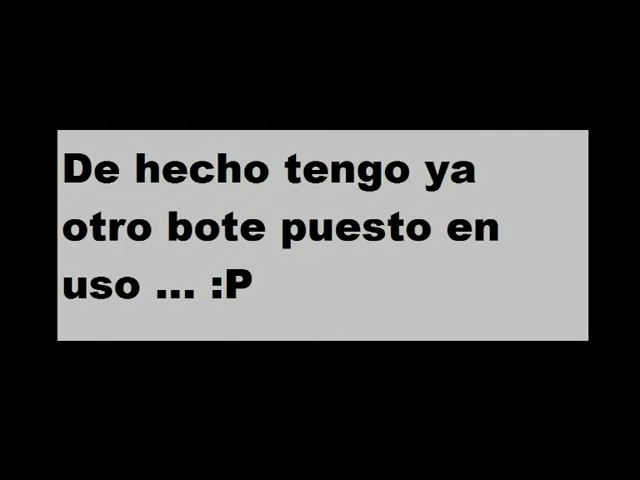 De hecho tengo ya
otro bote puesto en
uso ... :P